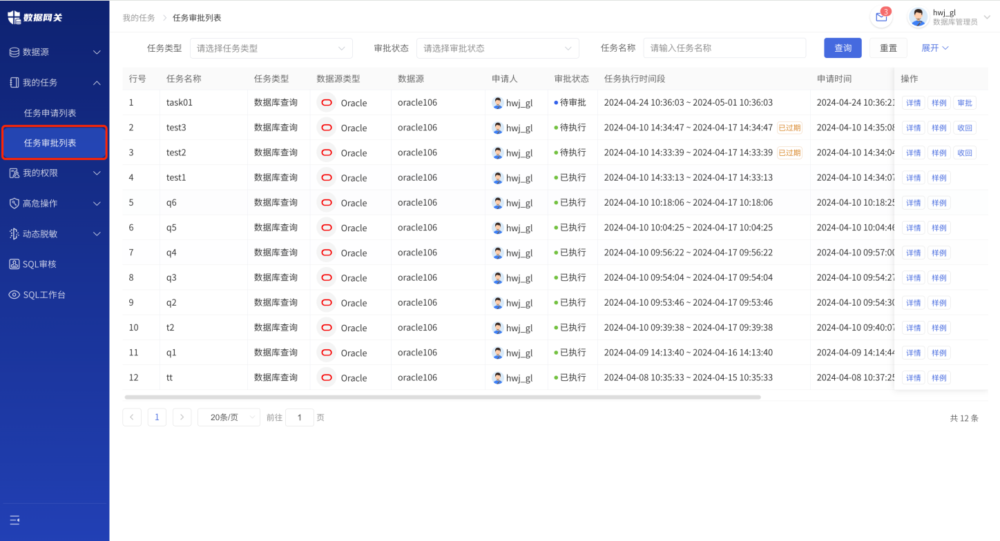 数据网关
我的任务 > 任务审批列表
3
hwj_gl
数据库管理员
数据源
我的任务
任务申请列表
任务审批列表
我的权限
高危操作
动态脱敏
SQL审核
SQL工作台
任务类型 请选择任务类型 审批状态 请选择审批状态 任务名称 请输入任务名称 查询 重置 展开
行号 任务名称 任务类型 数据源类型 数据源 申请人 审批状态 任务执行时间段 申请时间 操作
1 task01 数据库查询 Oracle oracle106 hwj_gl 待审批 2024-04-24 10:36:03 ~ 2024-05-01 10:36:03 2024-04-24 10:36:21 详情 样例 审批
2 test3 数据库查询 Oracle oracle106 hwj_gl 待执行 2024-04-10 14:34:47 ~ 2024-04-17 14:34:47 已过期 2024-04-10 14:35:08 详情 样例 收回
3 test2 数据库查询 Oracle oracle106 hwj_gl 待执行 2024-04-10 14:33:39 ~ 2024-04-17 14:33:39 已过期 2024-04-10 14:34:04 详情 样例 收回
4 test1 数据库查询 Oracle oracle106 hwj_gl 已执行 2024-04-10 14:33:13 ~ 2024-04-17 14:33:13 2024-04-10 14:34:07 详情 样例
5 q6 数据库查询 Oracle oracle106 hwj_gl 已执行 2024-04-10 10:18:06 ~ 2024-04-17 10:18:06 2024-04-10 10:18:25 详情 样例
6 q5 数据库查询 Oracle oracle106 hwj_gl 已执行 2024-04-10 10:04:25 ~ 2024-04-17 10:04:25 2024-04-10 10:04:46 详情 样例
7 q4 数据库查询 Oracle oracle106 hwj_gl 已执行 2024-04-10 09:56:22 ~ 2024-04-17 09:56:22 2024-04-10 09:57:00 详情 样例
8 q3 数据库查询 Oracle oracle106 hwj_gl 已执行 2024-04-10 09:54:04 ~ 2024-04-17 09:54:04 2024-04-10 09:54:27 详情 样例
9 q2 数据库查询 Oracle oracle106 hwj_gl 已执行 2024-04-10 09:53:46 ~ 2024-04-17 09:53:46 2024-04-10 09:54:30 详情 样例
10 t2 数据库查询 Oracle oracle106 hwj_gl 已执行 2024-04-10 09:39:38 ~ 2024-04-17 09:39:38 2024-04-10 09:40:07 详情 样例
11 q1 数据库查询 Oracle oracle106 hwj_gl 已执行 2024-04-09 14:13:40 ~ 2024-04-16 14:13:40 2024-04-09 14:14:44 详情 样例
12 tt 数据库查询 Oracle oracle106 hwj_gl 已执行 2024-04-08 10:35:33 ~ 2024-04-15 10:35:33 2024-04-08 10:37:25 详情 样例
< 1 > 20条/页 前往 1 页 共 12 条